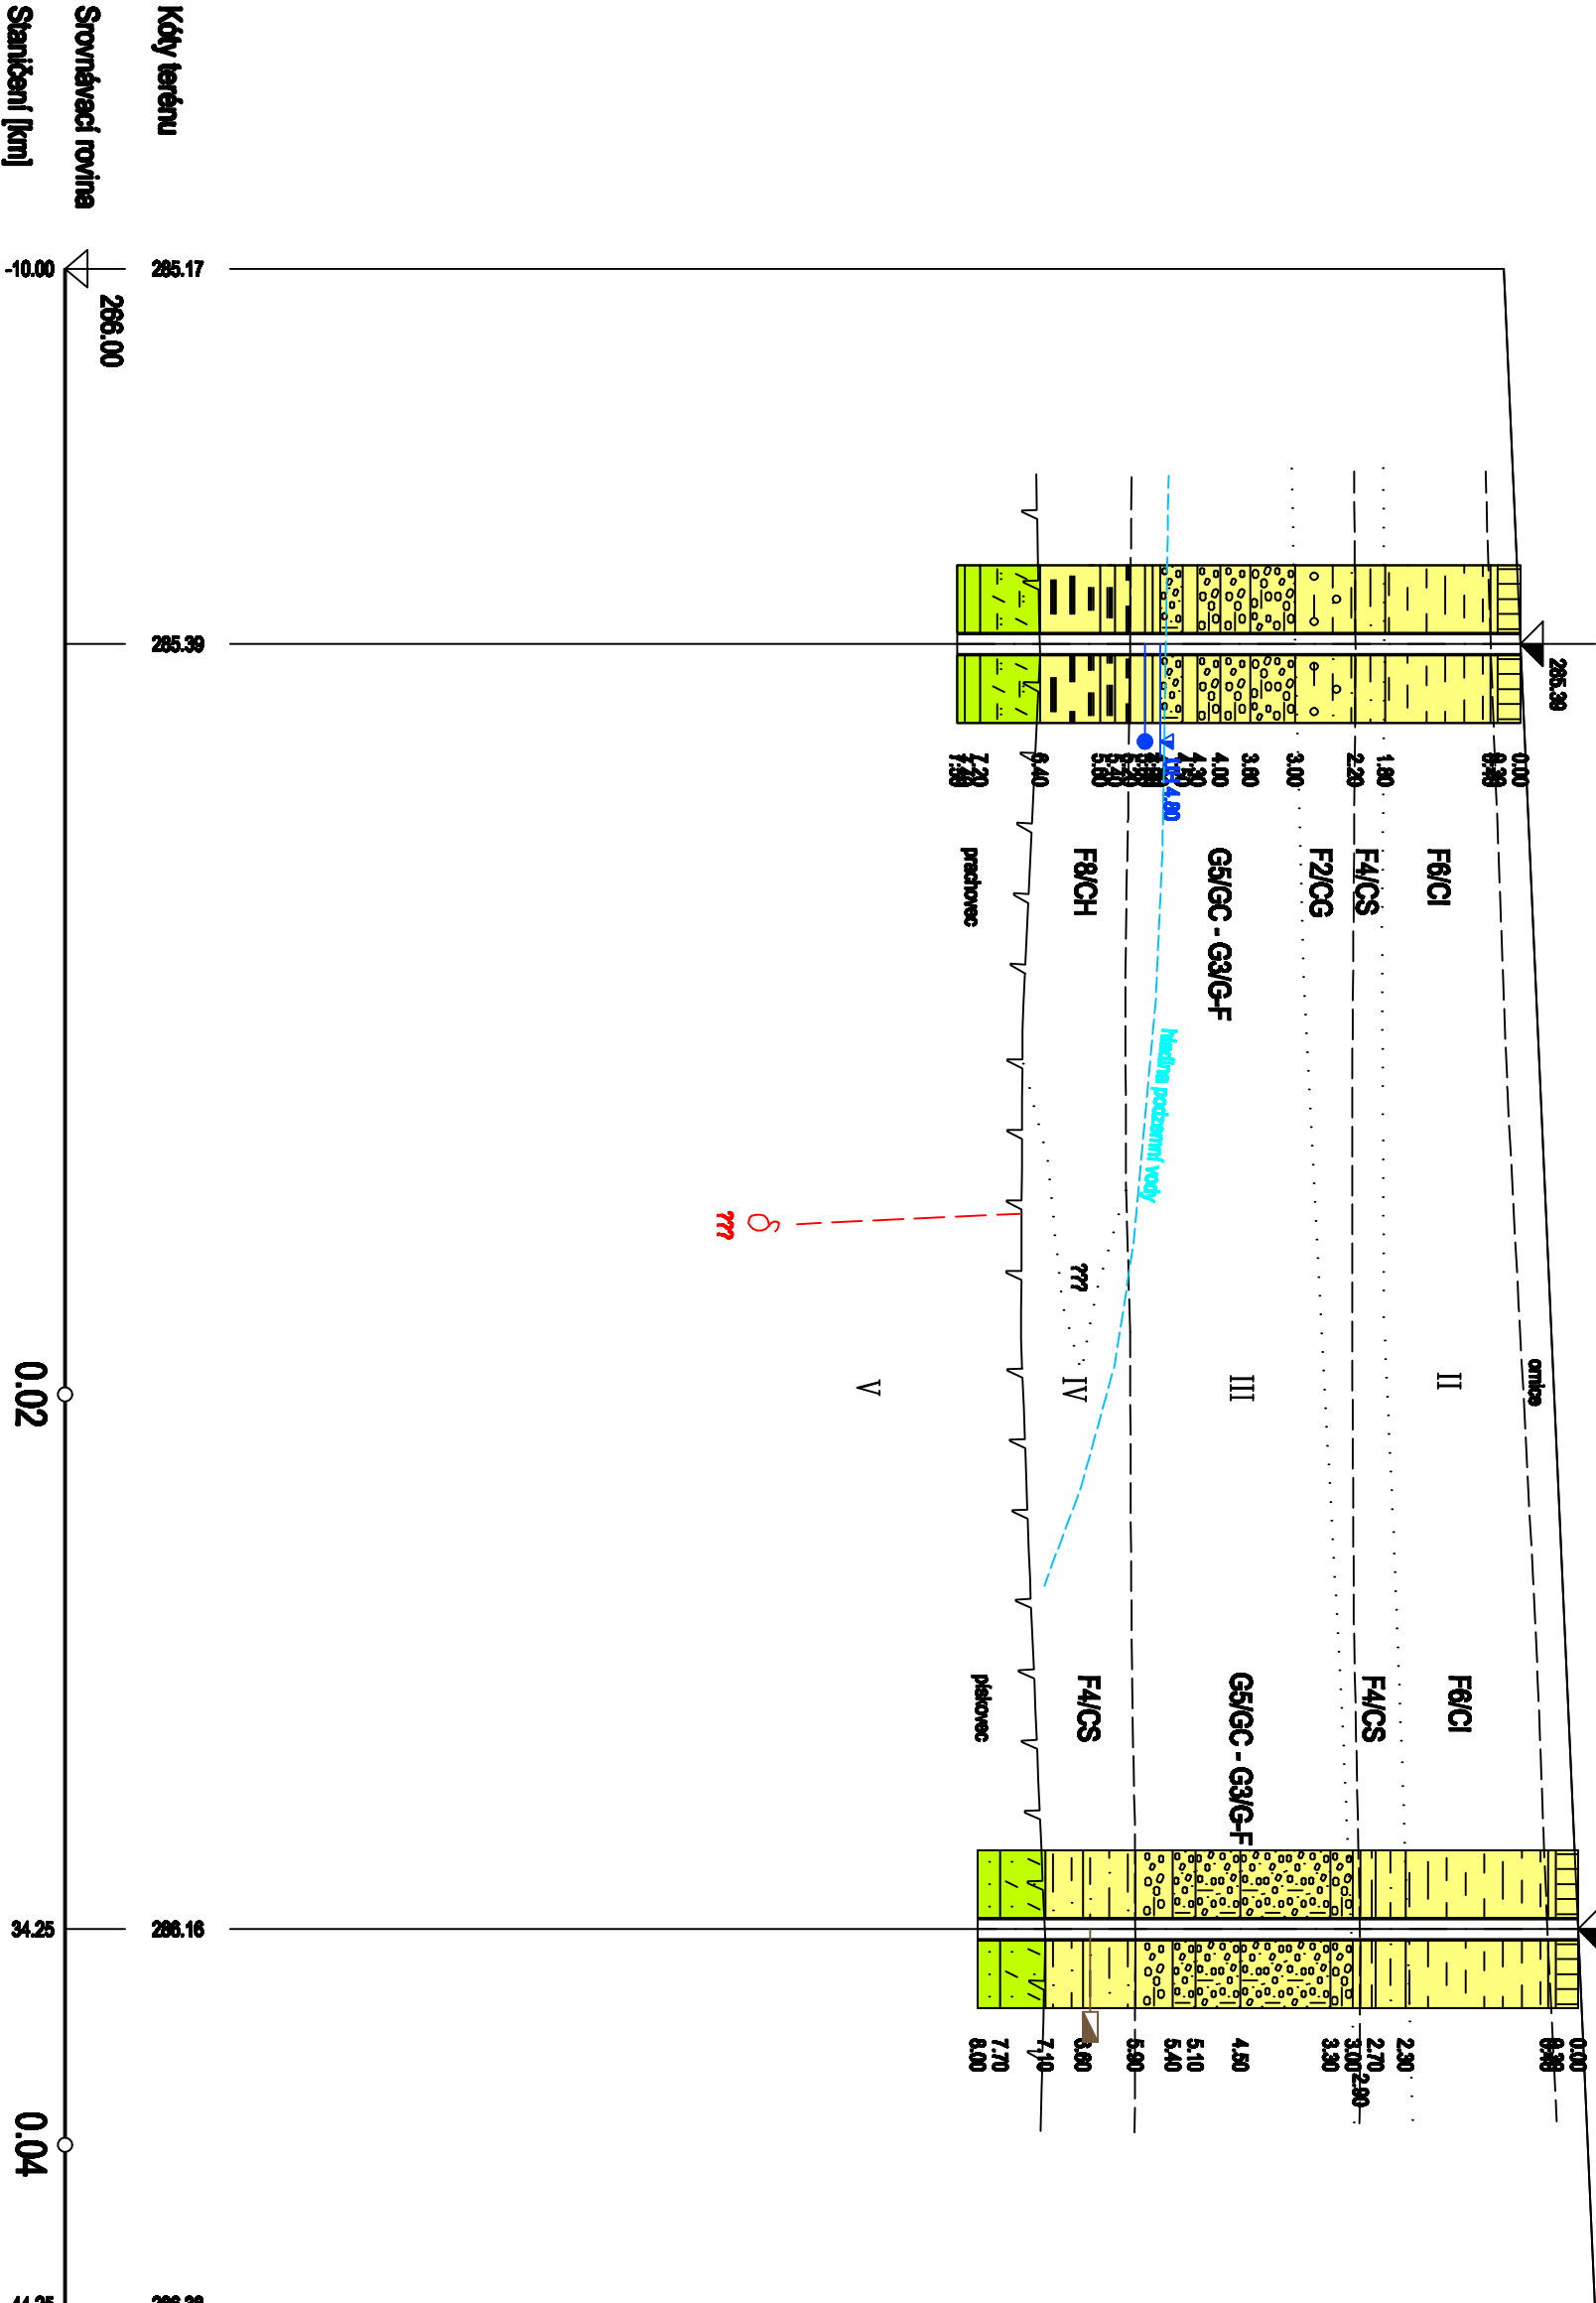 285.39
0.00
1.80
2.20
3.00
3.60
4.00
4.30
4.80
5.60
6.40
7.20
F6/CI
F4/CS
F2/CG
G5/GC - G3/G-F
F8/CH
prachovec
hladina podzemní vody
ornice
II
III
IV
V
???
???
F6/CI
F4/CS
G5/GC - G3/G-F
F4/CS
pískovec
0.00
2.30
2.70
2.90
3.00
3.30
4.50
5.10
5.40
5.90
6.60
7.10
7.70
8.00
Kóty terénu
285.17
285.39
286.16
Srovnávací rovina
266.00
Staničení [km]
-10.00
0.02
34.25
0.04